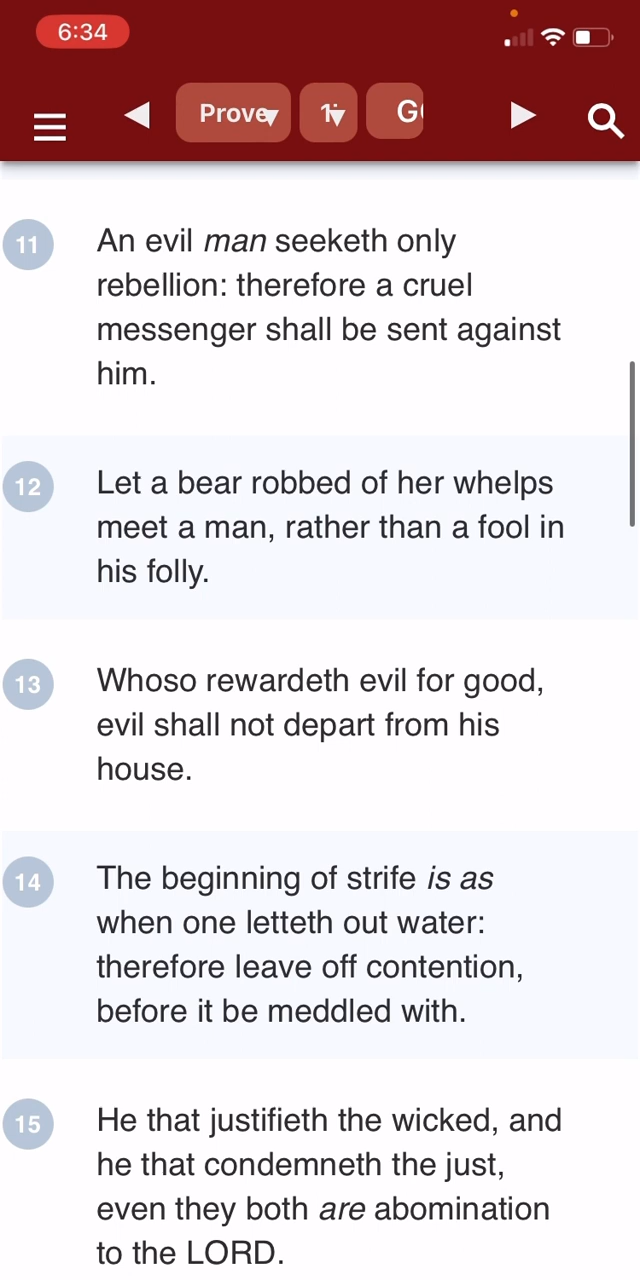 6:34
Prove
G
11
An evil man seeketh only
rebellion: therefore a cruel
messenger shall be sent against
him.
12
Let a bear robbed of her whelps
meet a man, rather than a fool in
his folly.
13
Whoso rewardeth evil for good,
evil shall not depart from his
house.
14
The beginning of strife is as
when one letteth out water:
therefore leave off contention,
before it be meddled with.
15
He that justifieth the wicked, and
he that condemneth the just,
even they both are abomination
to the LORD.